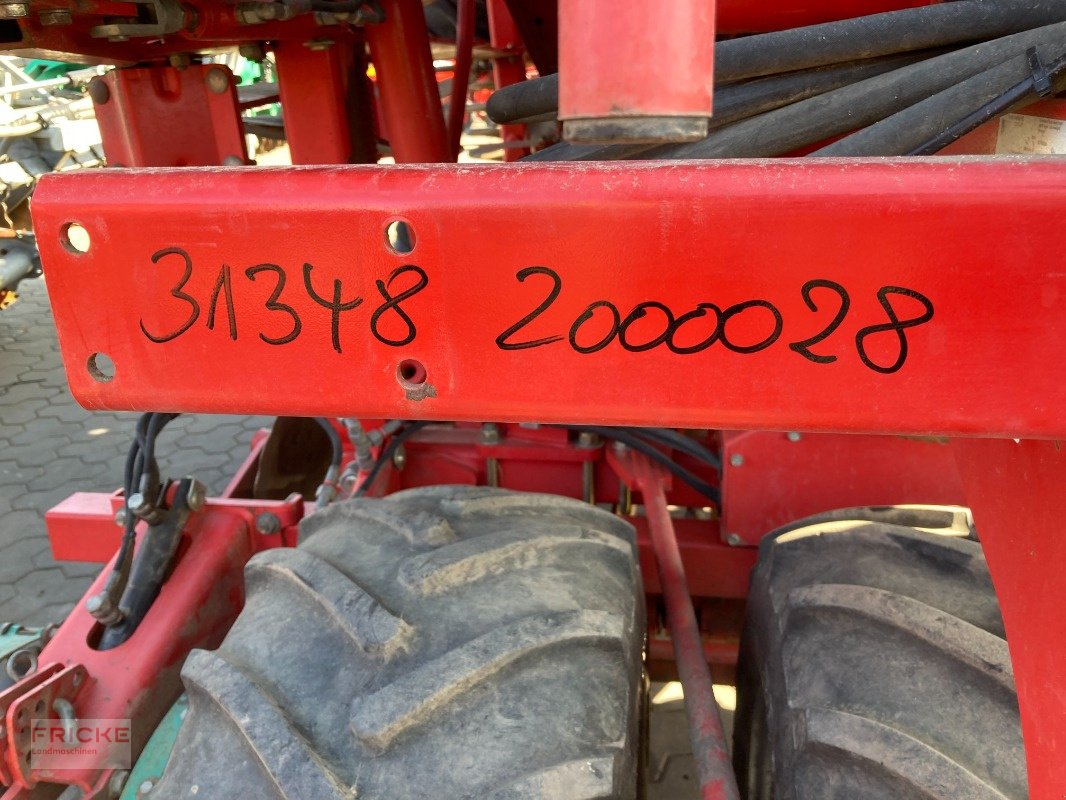 31348 2000028
FRICKE
Landmaschinen